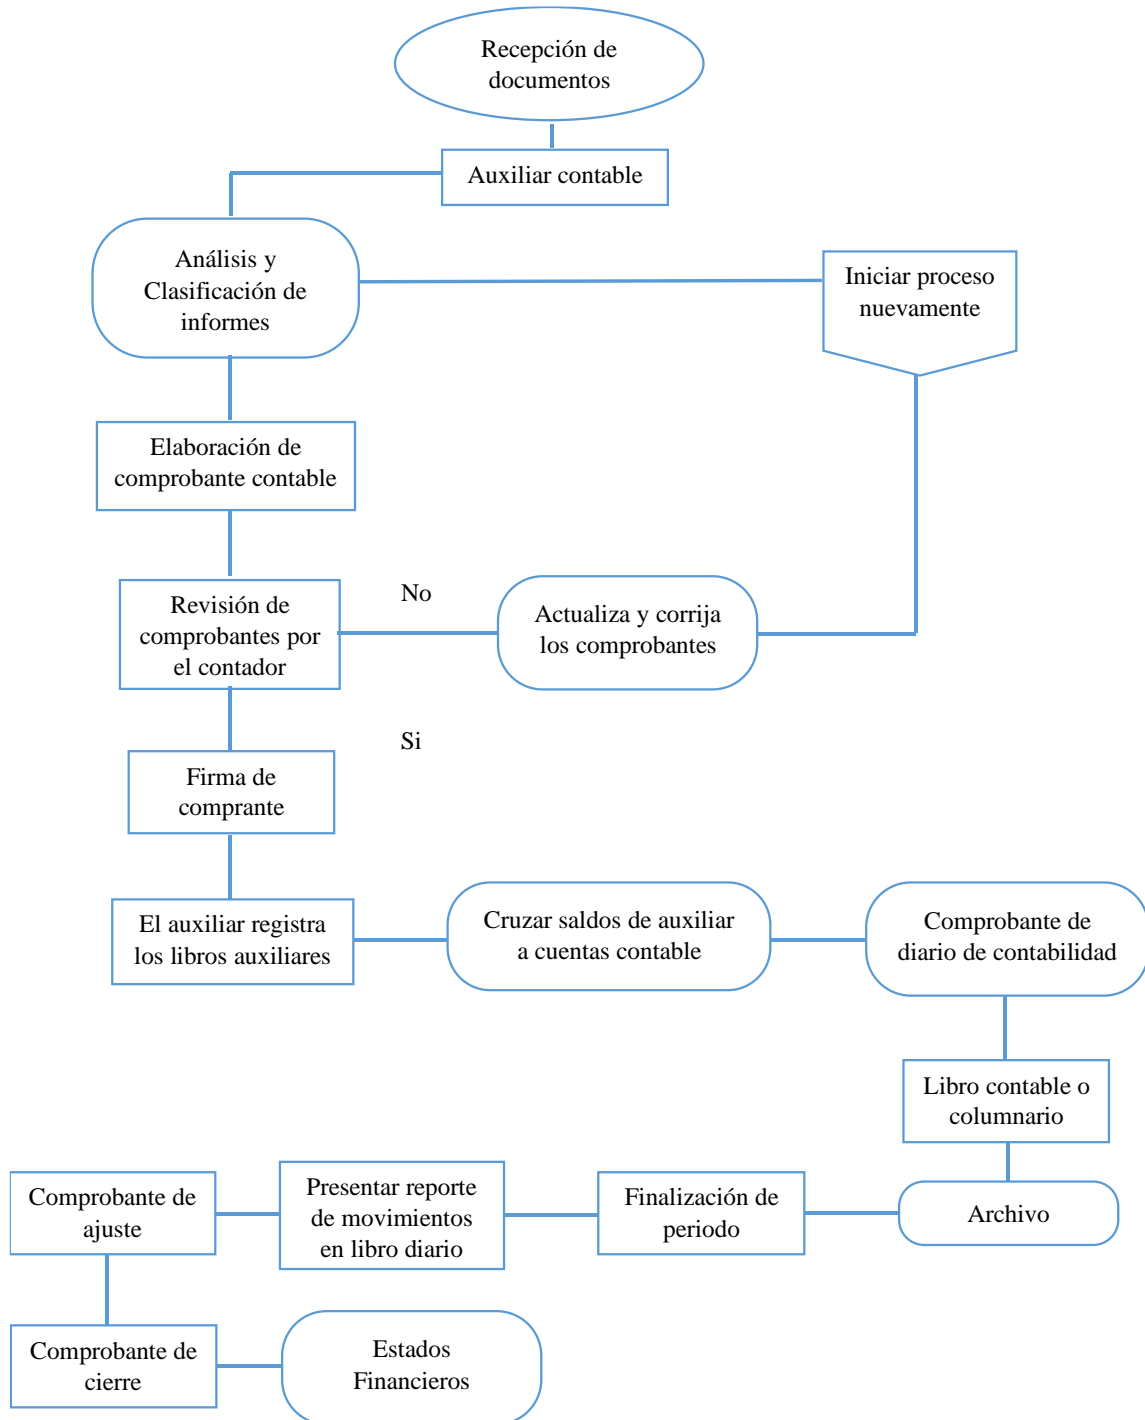 Recepción de
documentos
Auxiliar contable
Análisis y
Clasificación de
informes
Iniciar proceso
nuevamente
Elaboración de
comprobante contable
Revisión de
comprobantes por
el contador
No
Actualiza y corrija
los comprobantes
Si
Firma de
comprante
El auxiliar registra
los libros auxiliares
Cruzar saldos de auxiliar
a cuentas contable
Comprobante de
diario de contabilidad
Libro contable o
columnario
Archivo
Finalización de
periodo
Presentar reporte
de movimientos
en libro diario
Comprobante de
ajuste
Comprobante de
cierre
Estados
Financieros